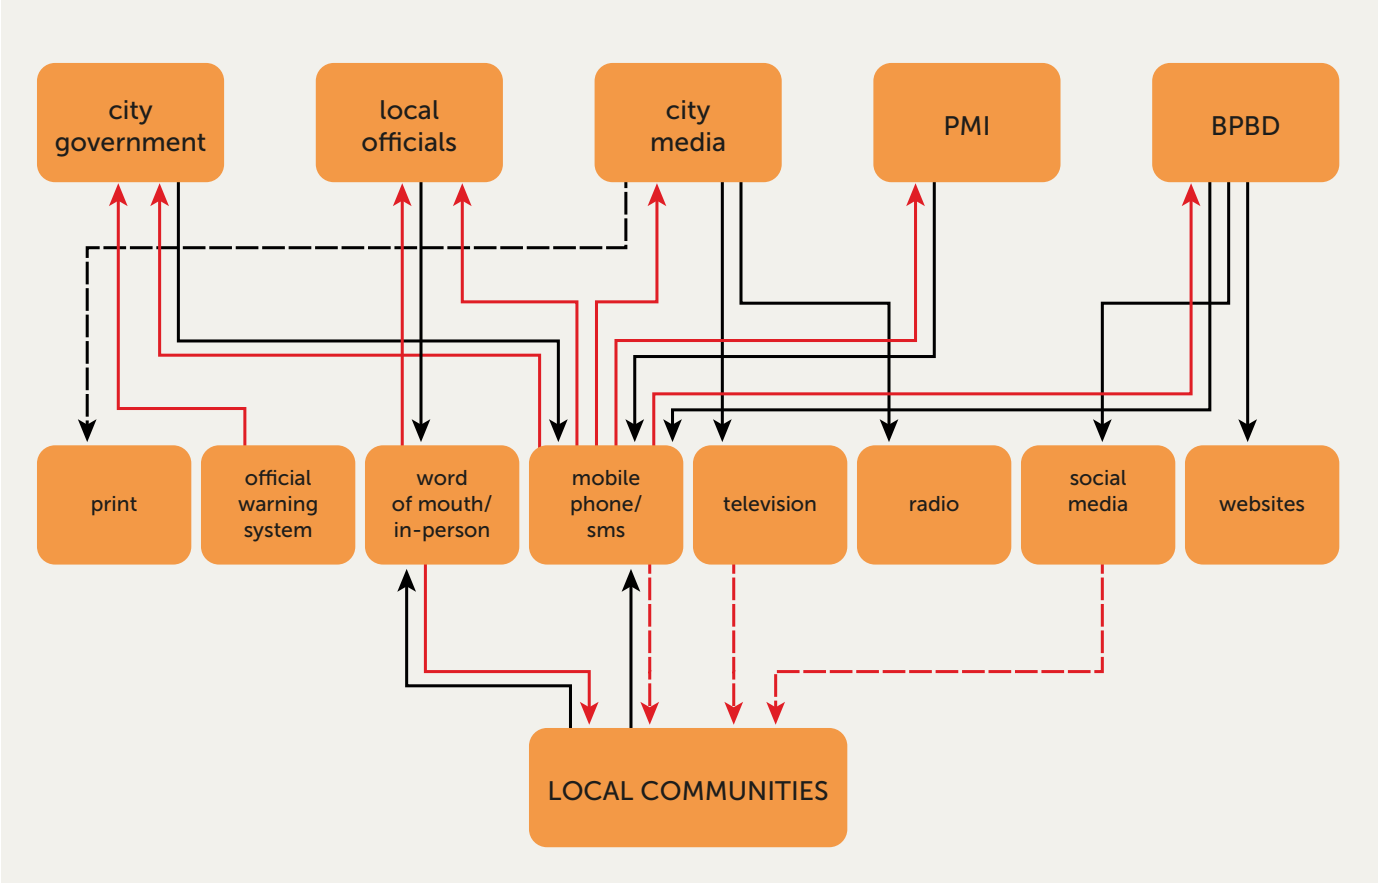 city
government
local
officials
city
media
PMI
BPBD
print
official
warning
system
word
of mouth/
in-person
mobile
phone/
sms
television
radio
social
media
websites
LOCAL COMMUNITIES